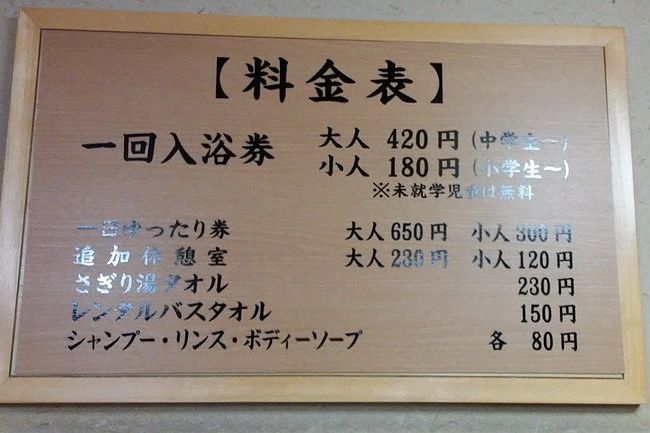 【料金表】
一回入浴券 大人 420円 (中学生〜)
小人 180円 (小学生〜)
※未就学児童は無料
一日ゆったり券 大人 650円 小人 300円
追加休憩室 大人 230円 小人 120円
さぎり湯タオル 230円
レンタルバスタオル 150円
シャンプー・リンス・ボディーソープ 各 80円